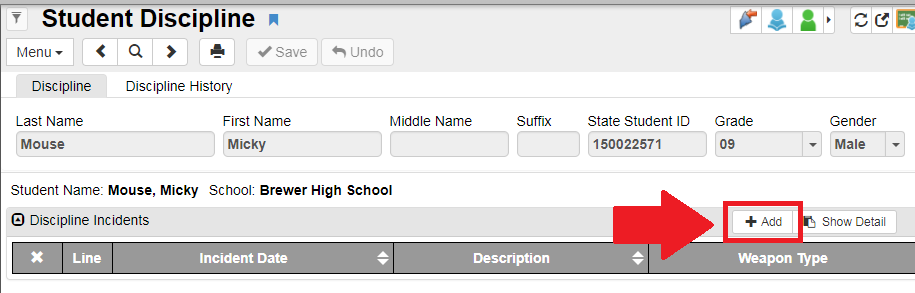 Student Discipline
Menu Save Undo
Discipline Discipline History
Last Name First Name Middle Name Suffix State Student ID Grade Gender
Mouse Micky 150022571 09 Male
Student Name: Mouse, Micky School: Brewer High School
Discipline Incidents Add Show Detail
Line Incident Date Description Weapon Type